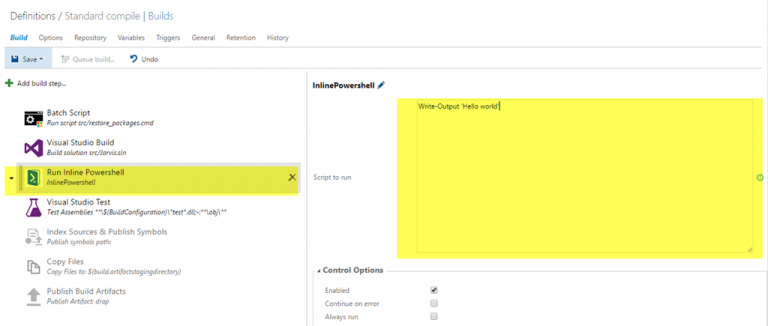 Definitions / Standard compile | Builds
Build Options Repository Variables Triggers General Retention History
Save Queue build... Undo
Add build step...
Batch Script
Run script src/restore_packages.cmd
Visual Studio Build
Build solution src/Jarvis.sln
Run Inline Powershell
InlinePowershell
Visual Studio Test
Test Assemblies **\$(BuildConfiguration)\*test*.dll;-:**\obj\**
Index Sources & Publish Symbols
Publish symbols path:
Copy Files
Copy Files to: $(build.artifactstagingdirectory)
Publish Build Artifacts
Publish Artifact: drop
InlinePowershell
Script to run
Write-Output 'Hello world'
Control Options
Enabled
Continue on error
Always run